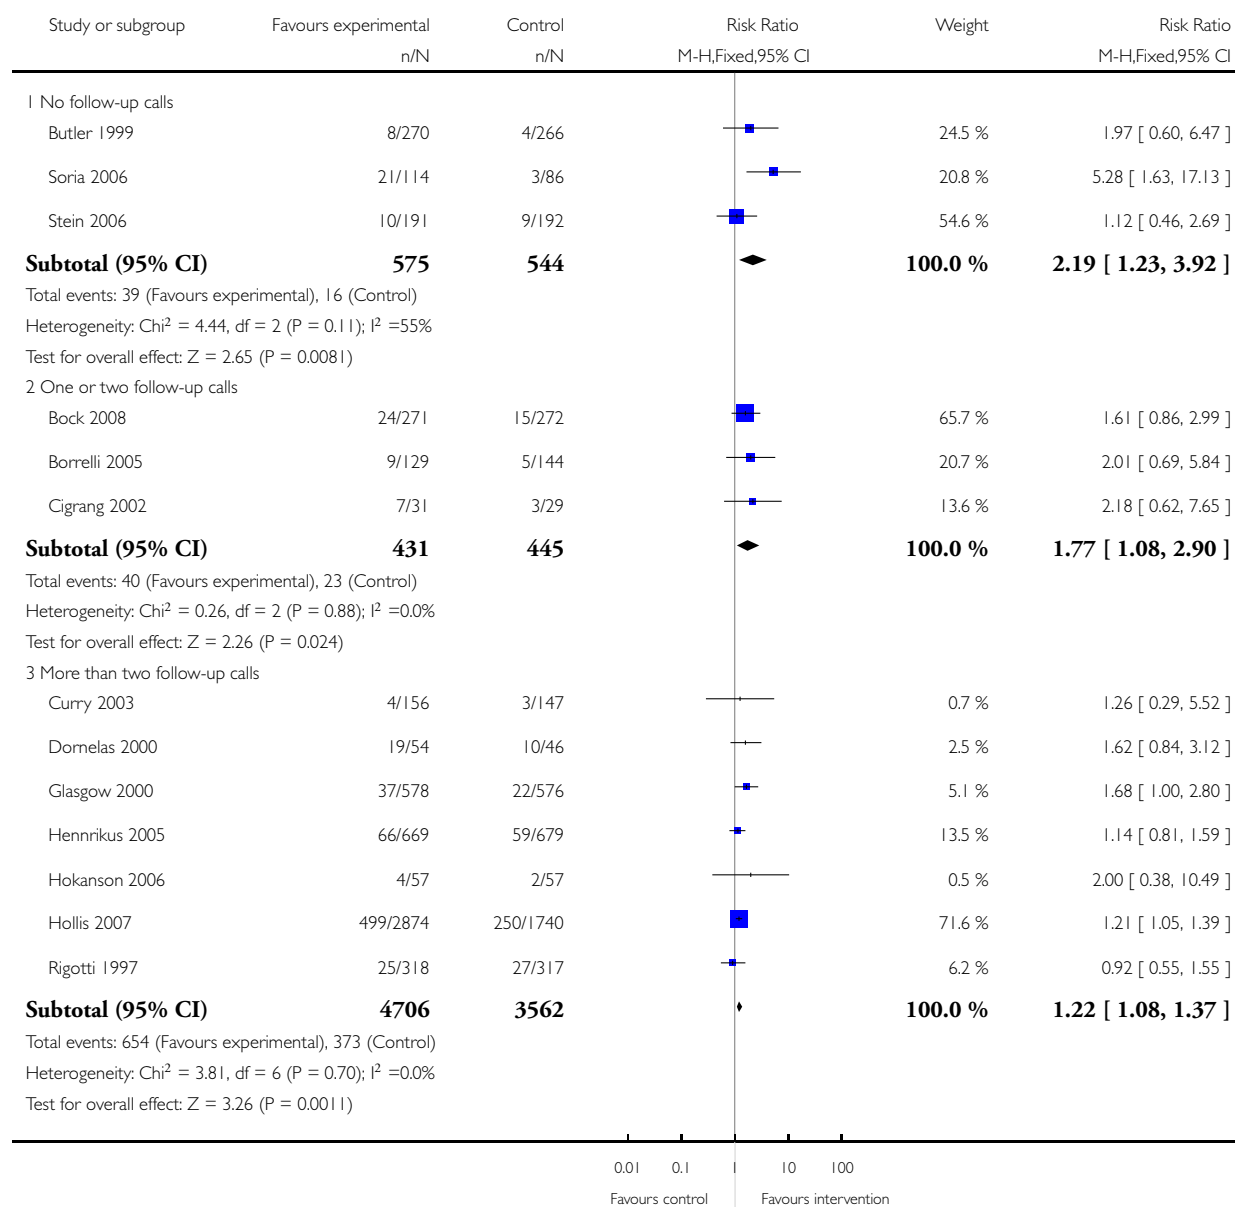 Study or subgroup Favours experimental Control Risk Ratio Weight Risk Ratio
n/N n/N M-H,Fixed,95% CI M-H,Fixed,95% CI
1 No follow-up calls
Butler 1999 8/270 4/266 24.5 % 1.97 [ 0.60, 6.47 ]
Soria 2006 21/114 3/86 20.8 % 5.28 [ 1.63, 17.13 ]
Stein 2006 10/191 9/192 54.6 % 1.12 [ 0.46, 2.69 ]
Subtotal (95% CI) 575 544 100.0 % 2.19 [ 1.23, 3.92 ]
Total events: 39 (Favours experimental), 16 (Control)
Heterogeneity: Chi² = 4.44, df = 2 (P = 0.11); I² =55%
Test for overall effect: Z = 2.65 (P = 0.0081)
2 One or two follow-up calls
Bock 2008 24/271 15/272 65.7 % 1.61 [ 0.86, 2.99 ]
Borrelli 2005 9/129 5/144 20.7 % 2.01 [ 0.69, 5.84 ]
Cigrang 2002 7/31 3/29 13.6 % 2.18 [ 0.62, 7.65 ]
Subtotal (95% CI) 431 445 100.0 % 1.77 [ 1.08, 2.90 ]
Total events: 40 (Favours experimental), 23 (Control)
Heterogeneity: Chi² = 0.26, df = 2 (P = 0.88); I² =0.0%
Test for overall effect: Z = 2.26 (P = 0.024)
3 More than two follow-up calls
Curry 2003 4/156 3/147 0.7 % 1.26 [ 0.29, 5.52 ]
Dornelas 2000 19/54 10/46 2.5 % 1.62 [ 0.84, 3.12 ]
Glasgow 2000 37/578 22/576 5.1 % 1.68 [ 1.00, 2.80 ]
Hennrikus 2005 66/669 59/679 13.5 % 1.14 [ 0.81, 1.59 ]
Hokanson 2006 4/57 2/57 0.5 % 2.00 [ 0.38, 10.49 ]
Hollis 2007 499/2874 250/1740 71.6 % 1.21 [ 1.05, 1.39 ]
Rigotti 1997 25/318 27/317 6.2 % 0.92 [ 0.55, 1.55 ]
Subtotal (95% CI) 4706 3562 100.0 % 1.22 [ 1.08, 1.37 ]
Total events: 654 (Favours experimental), 373 (Control)
Heterogeneity: Chi² = 3.81, df = 6 (P = 0.70); I² =0.0%
Test for overall effect: Z = 3.26 (P = 0.0011)
0.01 0.1 1 10 100
Favours control Favours intervention